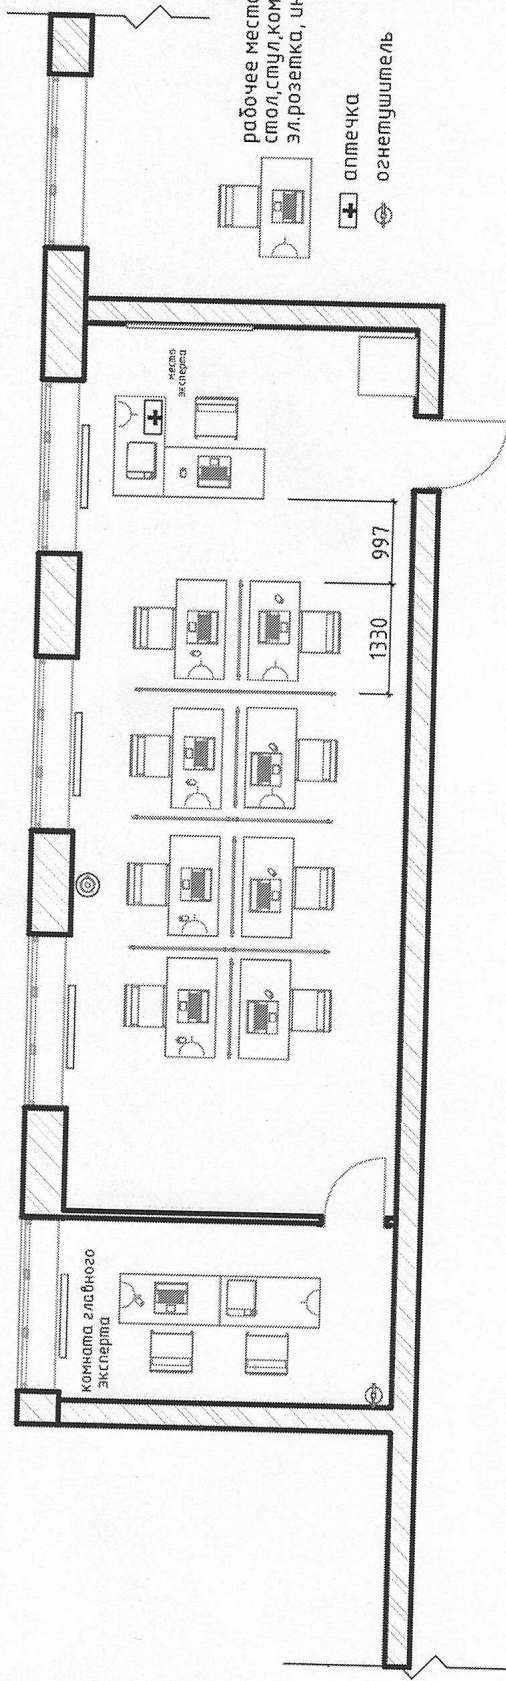 рабочее место
стол,стул,ком
эл.розетка, ин
аптечка
огнетушитель
место
эксперта
997
1330
комната главного
эксперта